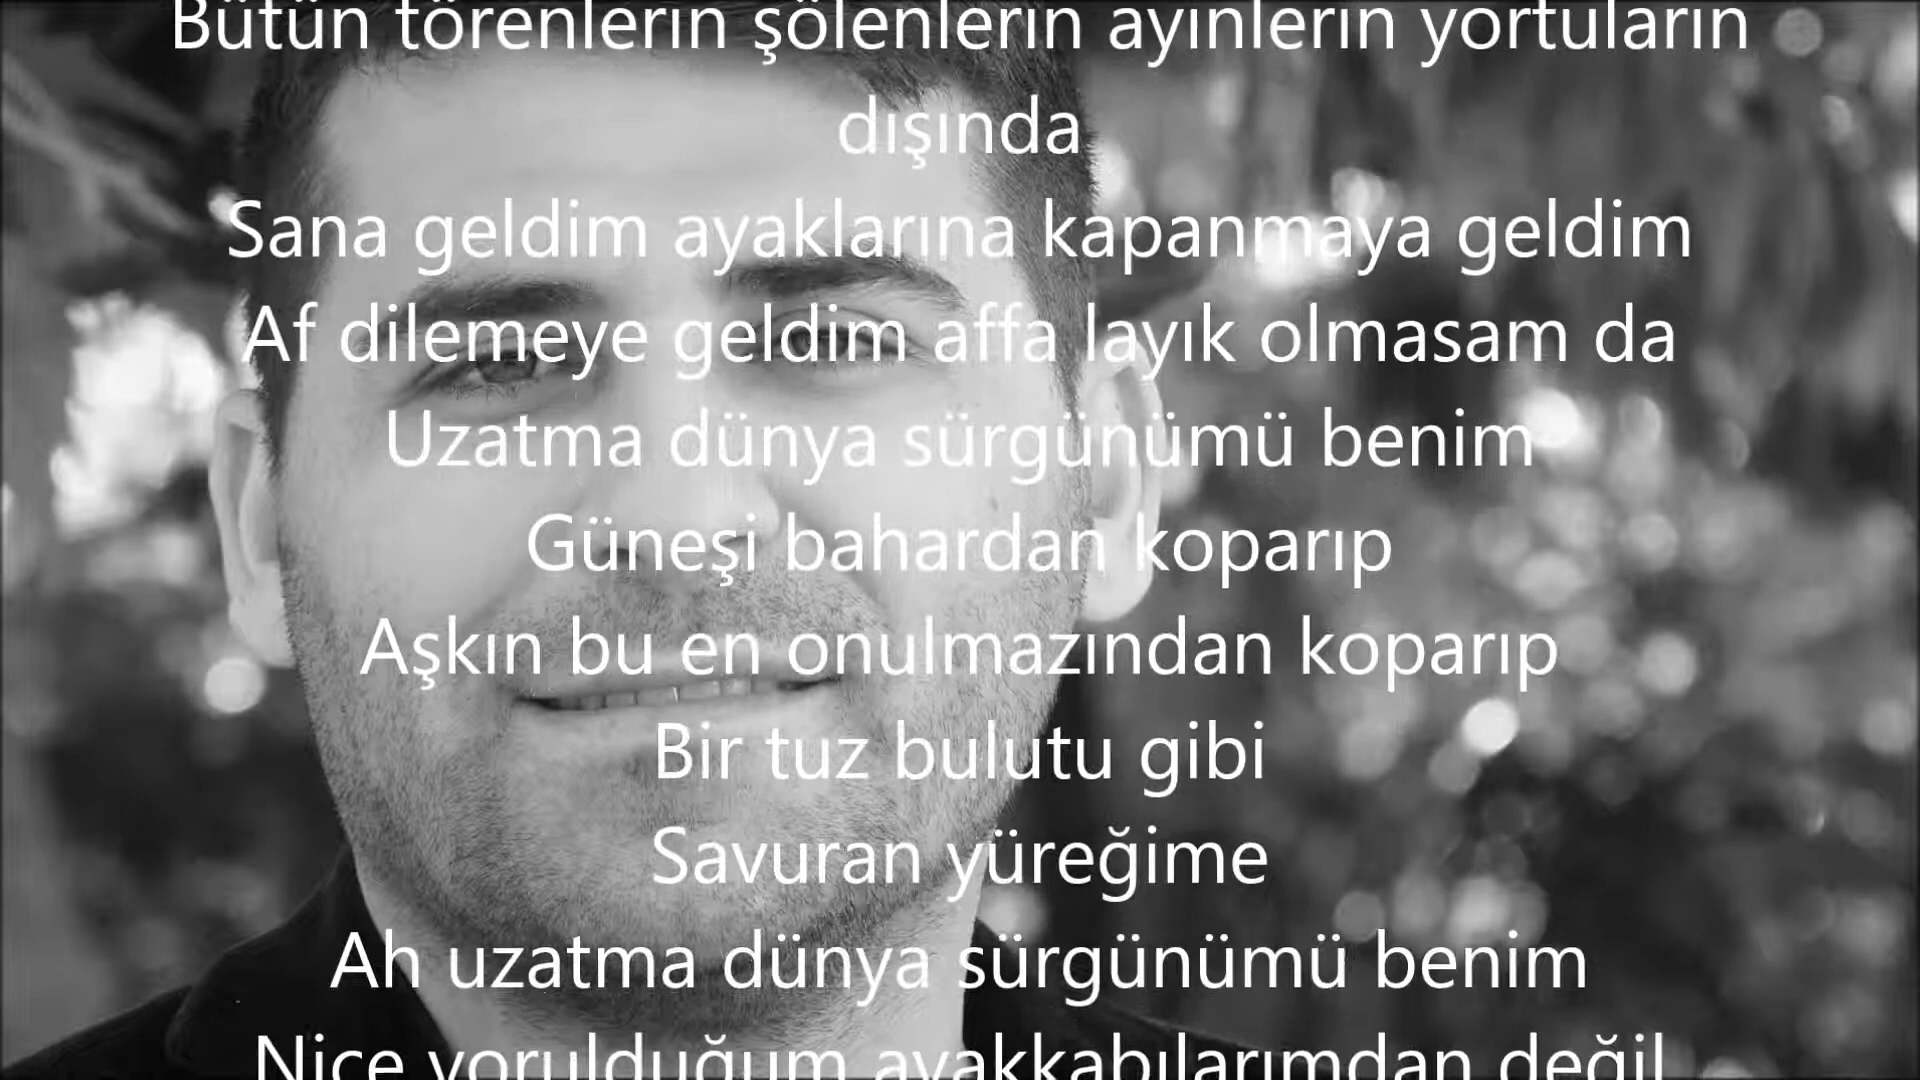 Bütün törenlerin şölenlerin ayinlerin yortuların
dışında
Sana geldim ayaklarına kapanmaya geldim
Af dilemeye geldim affa layık olmasam da
Uzatma dünya sürgünümü benim
Güneşi bahardan koparıp
Aşkın bu en onulmazından koparıp
Bir tuz bulutu gibi
Savuran yüreğime
Ah uzatma dünya sürgünümü benim
Nice yorulduğum ayakkabılarımdan değil